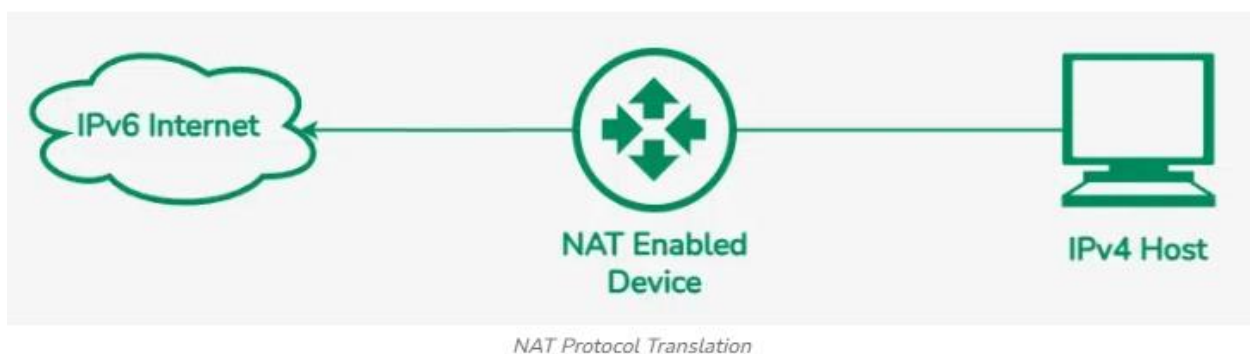 IPv6 Internet
NAT Enabled
Device
IPv4 Host
NAT Protocol Translation